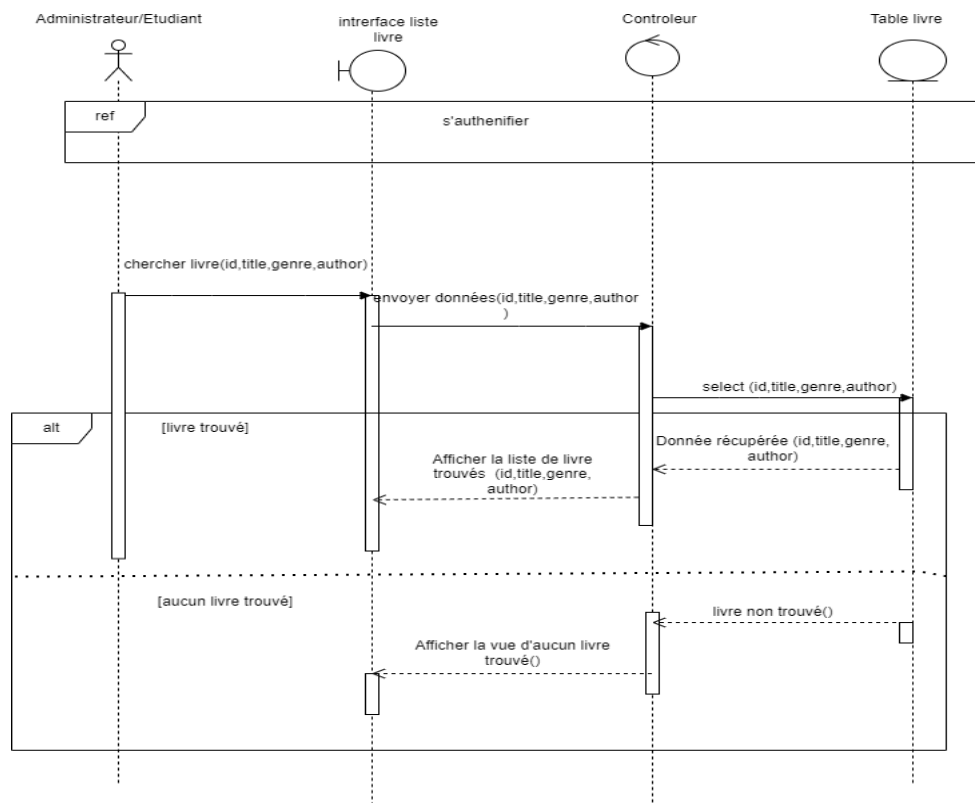 Administrateur/Etudiant
intrerface liste
livre
Controleur
Table livre
ref
s'authenifier
chercher livre(id,title,genre,author)
envoyer données(id,title,genre,author
)
select (id,title,genre,author)
alt
[livre trouvé]
Donnée récupérée (id,title,genre,
author)
Afficher la liste de livre
trouvés (id,title,genre,
author)
[aucun livre trouvé]
livre non trouvé()
Afficher la vue d'aucun livre
trouvé()